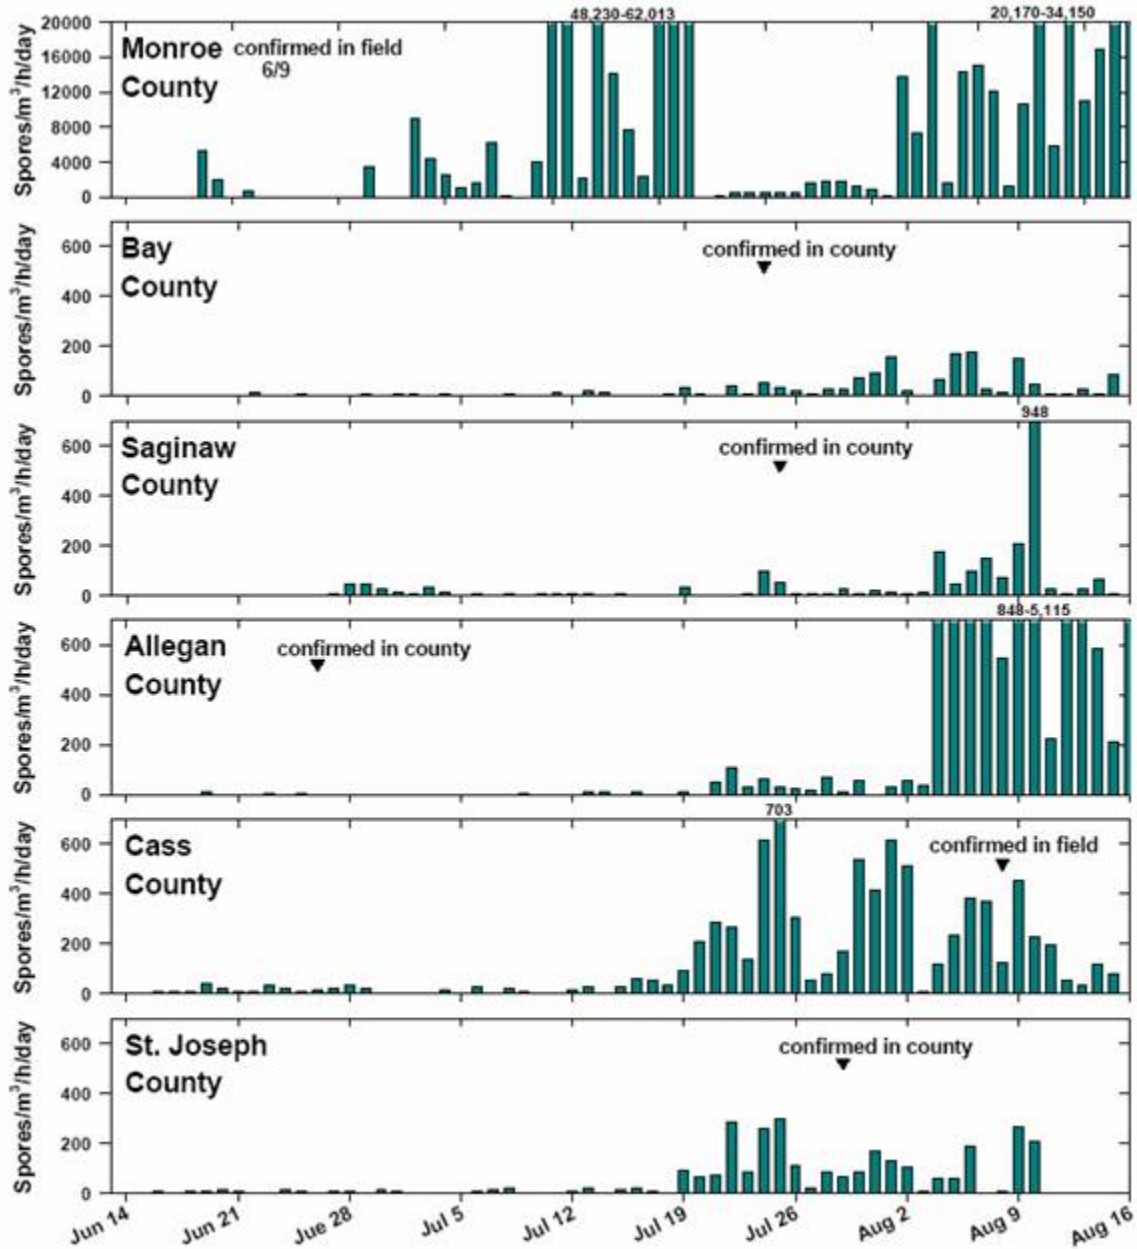 48,230-62,013 20,170-34,150
Spores/m³/h/day
20000
16000
12000
8000
4000
0
Monroe confirmed in field
6/9
County
Spores/m³/h/day
600
400
200
0
Bay
County
confirmed in county
948
Spores/m³/h/day
600
400
200
0
Saginaw
County
confirmed in county
848-5,115
Spores/m³/h/day
600
400
200
0
Allegan
County
confirmed in county
703
Spores/m³/h/day
600
400
200
0
Cass
County
confirmed in field
Spores/m³/h/day
600
400
200
0
St. Joseph
County
confirmed in county
Jun 14 Jun 21 Jue 28 Jul 5 Jul 12 Jul 19 Jul 26 Aug 2 Aug 9 Aug 16